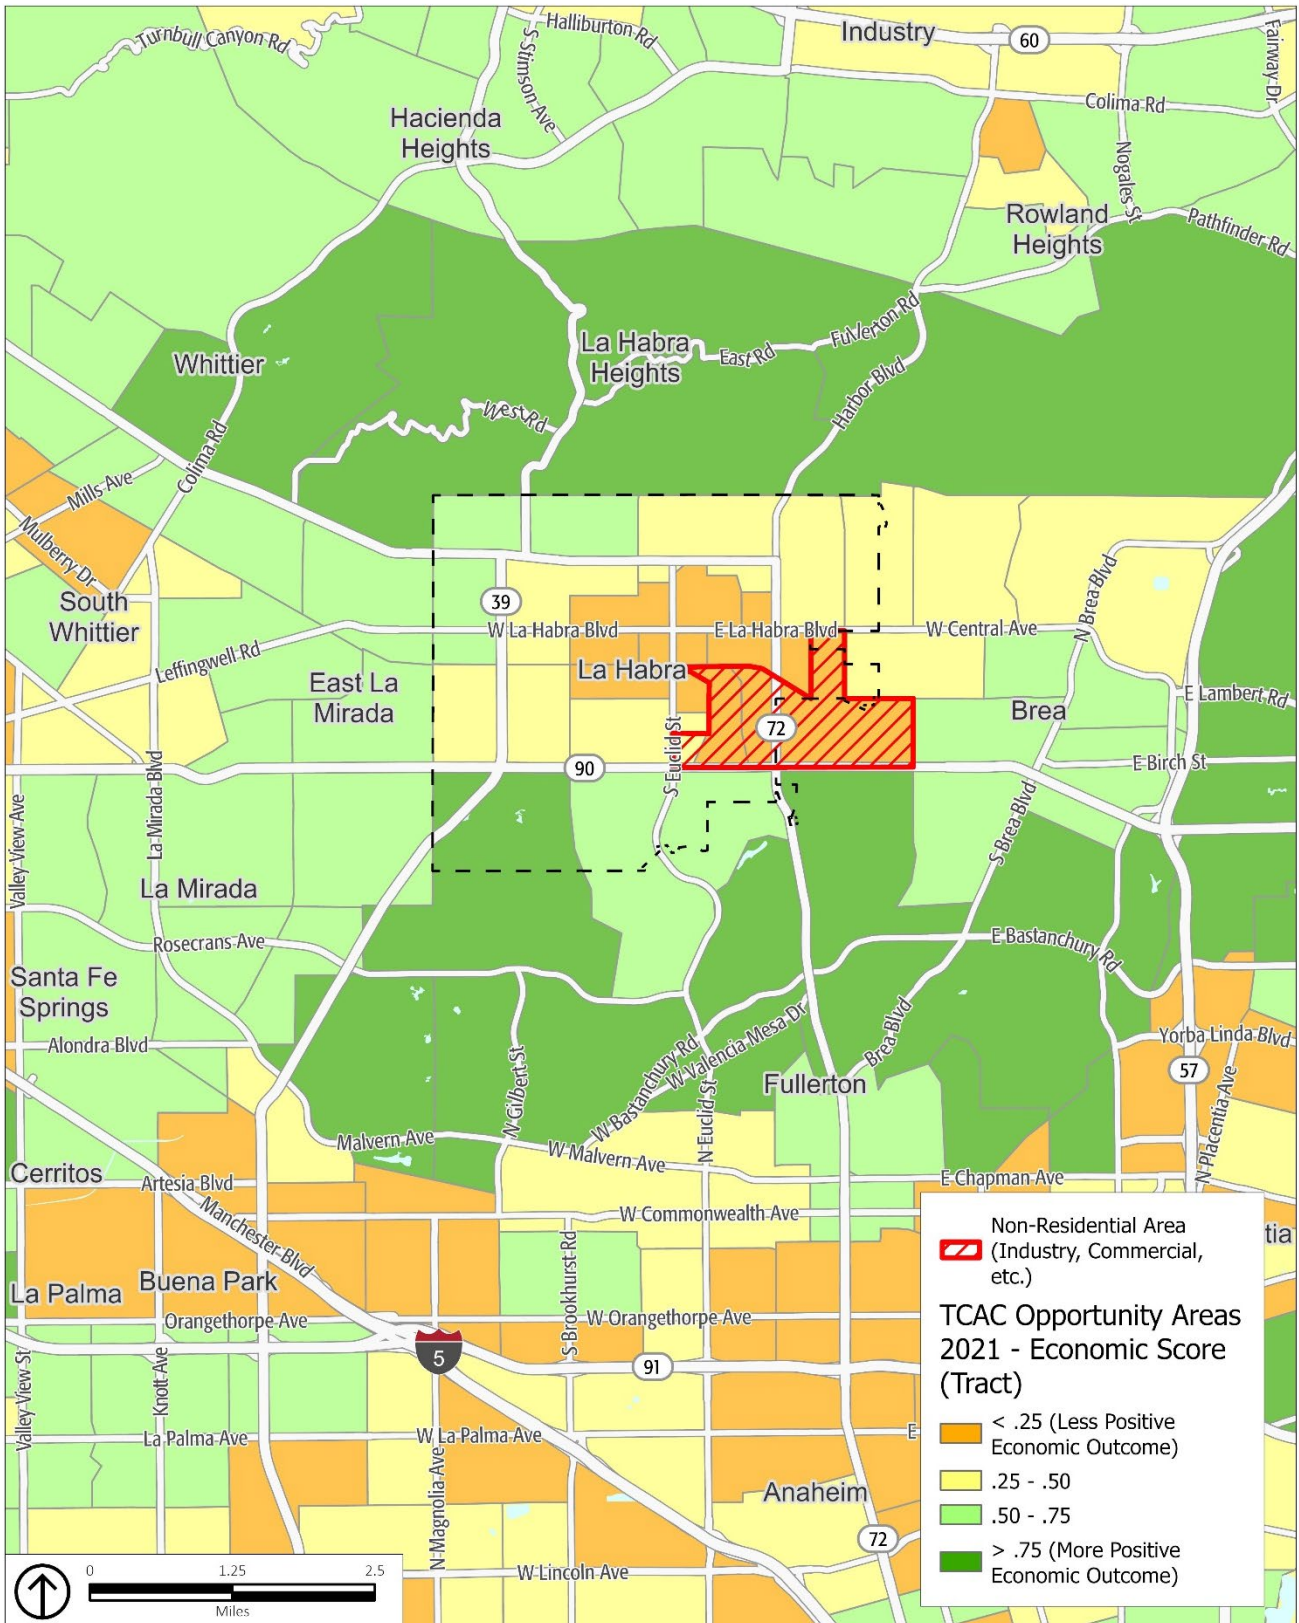 Turnbull Canyon Rd
Halliburton Rd
S Stimson Ave
Industry
60
Fairway Dr
Colima Rd
Hacienda
Heights
Nogales St
Rowland
Heights
Pathfinder Rd
Fullerton Rd
Whittier
La Habra
Heights
East Rd
Harbor Blvd
West Rd
Colima Rd
Mills Ave
Mulberry Dr
South
Whittier
39
N Brea Blvd
W La Habra Blvd
E La Habra Blvd
W Central Ave
Leffingwell Rd
La Habra
East La
Mirada
E Lambert Rd
Brea
S Euclid St
72
90
E Birch St
Valley View Ave
La Mirada Blvd
S Brea Blvd
La Mirada
Rosecrans Ave
E Bastanchury Rd
Santa Fe
Springs
Alondra Blvd
W Valencia Mesa Dr
Brea Blvd
Yorba Linda Blvd
N Gilbert St
W Bastanchury Rd
Fullerton
57
N Euclid St
N Placentia Ave
Malvern Ave
W Malvern Ave
Cerritos
Artesia Blvd
E Chapman Ave
Manchester Blvd
W Commonwealth Ave
tia
La Palma
Buena Park
S Brookhurst Rd
Orangethorpe Ave
W Orangethorpe Ave
5
91
Valley View St
Knott Ave
La Palma Ave
W La Palma Ave
E
N Magnolia Ave
Anaheim
72
W Lincoln Ave
Non-Residential Area
(Industry, Commercial,
etc.)
TCAC Opportunity Areas
2021 - Economic Score
(Tract)
< .25 (Less Positive
Economic Outcome)
.25 - .50
.50 - .75
> .75 (More Positive
Economic Outcome)
0 1.25 2.5
Miles